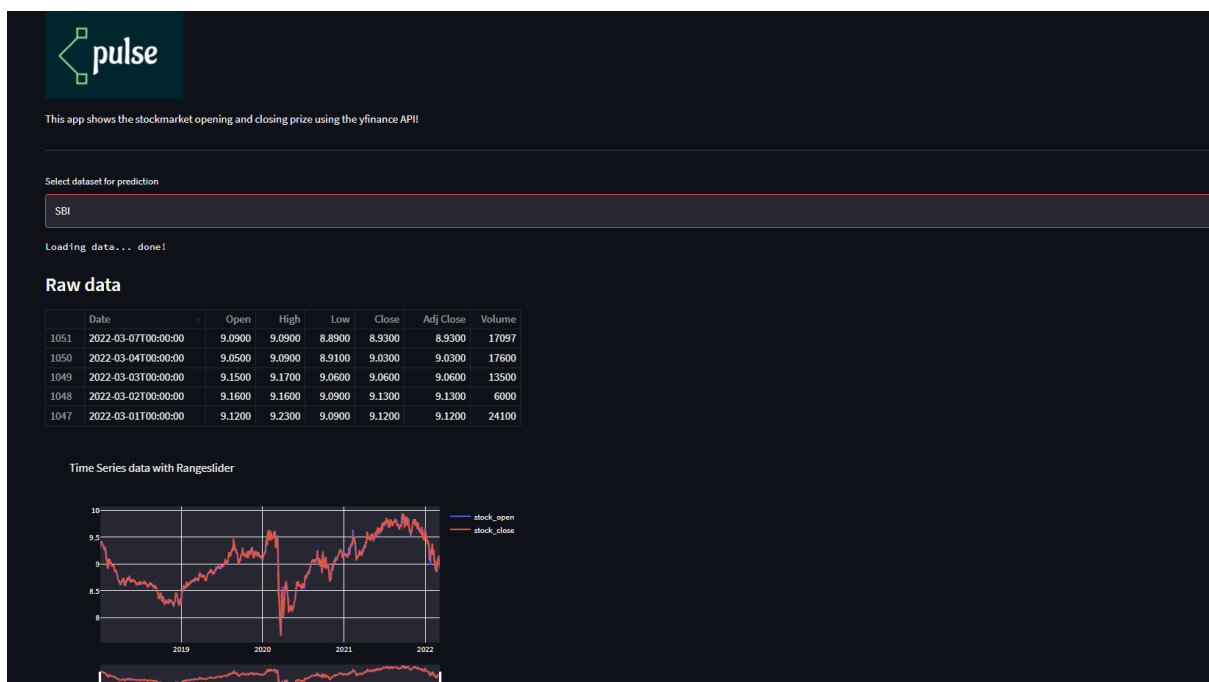 pulse
This app shows the stockmarket opening and closing prize using the yfinance API!
Select dataset for prediction
SBI
Loading data... done!
Raw data
Date Open High Low Close Adj Close Volume
1051 2022-03-07T00:00:00 9.0900 9.0900 8.8900 8.9300 8.9300 17097
1050 2022-03-04T00:00:00 9.0500 9.0900 8.9100 9.0300 9.0300 17600
1049 2022-03-03T00:00:00 9.1500 9.1700 9.0600 9.0600 9.0600 13500
1048 2022-03-02T00:00:00 9.1600 9.1600 9.0900 9.1300 9.1300 6000
1047 2022-03-01T00:00:00 9.1200 9.2300 9.0900 9.1200 9.1200 24100
Time Series data with Rangeslider
10
stock_open
stock_close
9.5
9
8.5
8
2019 2020 2021 2022